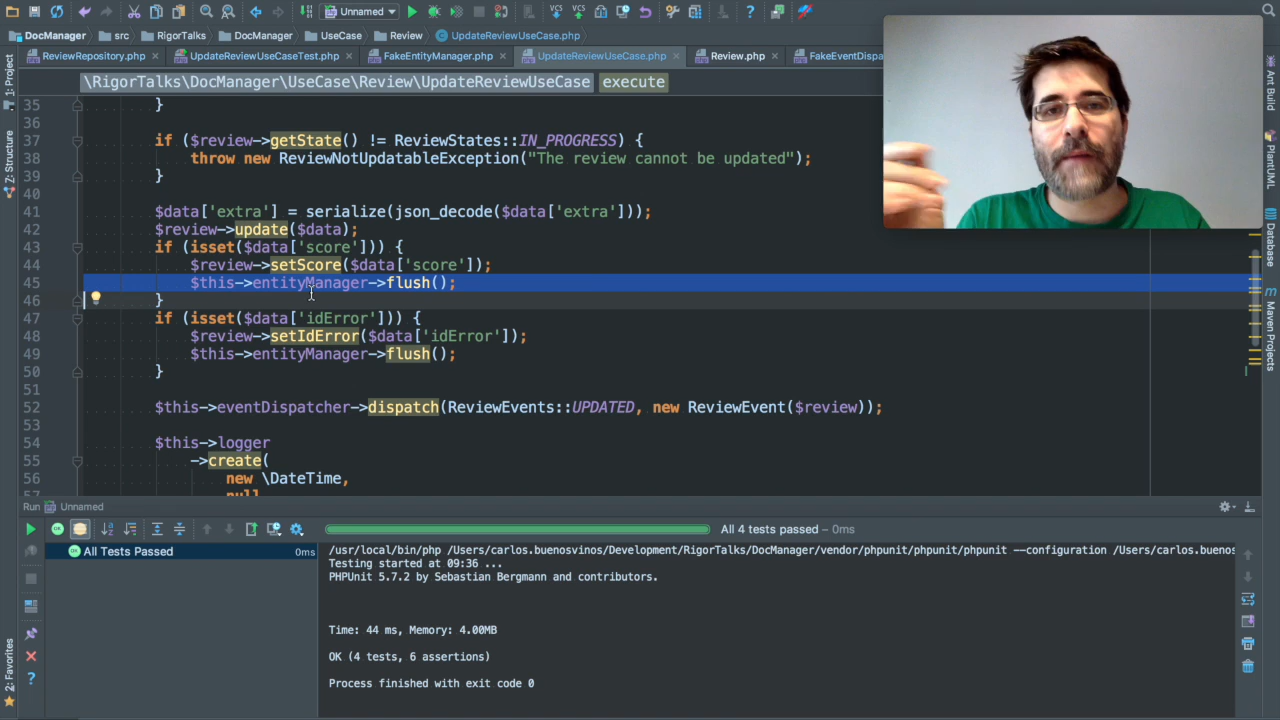 Unnamed
DocManager
src
RigorTalks
DocManager
UseCase
Review
UpdateReviewUseCase.php
ReviewRepository.php
UpdateReviewUseCaseTest.php
FakeEntityManager.php
UpdateReviewUseCase.php
Review.php
FakeEventDispa
\RigorTalks\DocManager\UseCase\Review\UpdateReviewUseCase execute
1: Project
Z: Structure
2: Favorites
Ant Build
PlantUML
Database
Maven Projects
VCS VCS
35 }
36
37 if ($review->getState() != ReviewStates::IN_PROGRESS) {
38 throw new ReviewNotUpdatableException("The review cannot be updated");
39 }
40
41 $data['extra'] = serialize(json_decode($data['extra']));
42 $review->update($data);
43 if (isset($data['score'])) {
44 $review->setScore($data['score']);
45 $this->entityManager->flush();
46 }
47 if (isset($data['idError'])) {
48 $review->setIdError($data['idError']);
49 $this->entityManager->flush();
50 }
51
52 $this->eventDispatcher->dispatch(ReviewEvents::UPDATED, new ReviewEvent($review));
53
54 $this->logger
55 ->create(
56 new \DateTime,
57 null
Run Unnamed
All 4 tests passed – 0ms
All Tests Passed 0ms
/usr/local/bin/php /Users/carlos.buenosvinos/Development/RigorTalks/DocManager/vendor/phpunit/phpunit/phpunit --configuration /Users/carlos.buenos
Testing started at 09:36 ...
PHPUnit 5.7.2 by Sebastian Bergmann and contributors.
Time: 44 ms, Memory: 4.00MB
OK (4 tests, 6 assertions)
Process finished with exit code 0